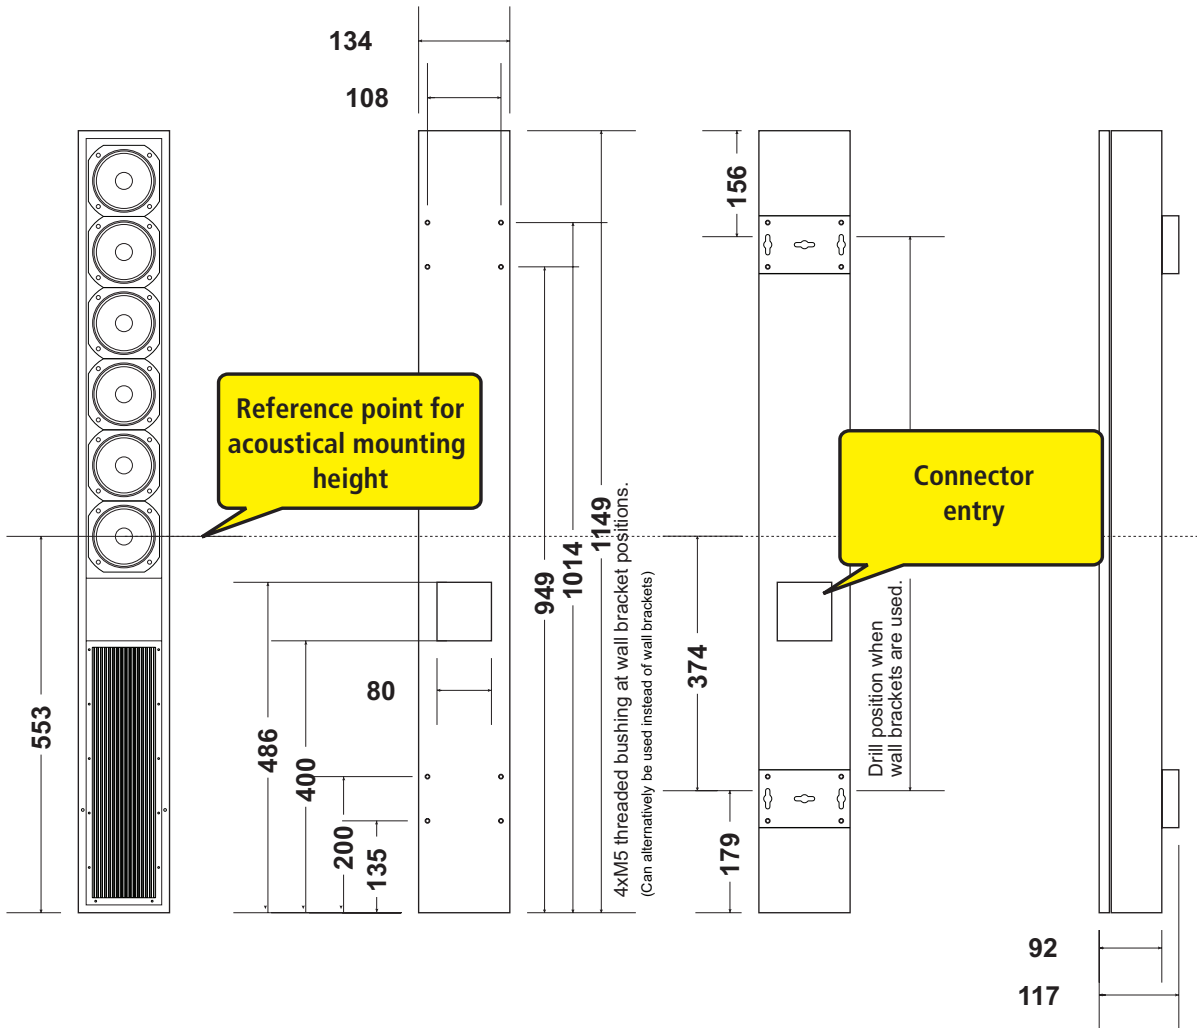 134
108
156
Reference point for
acoustical mounting
height
Connector
entry
553
486
400
200
135
80
949
1014
1149
4xM5 threaded bushing at wall bracket positions.
(Can alternatively be used instead of wall brackets)
374
179
Drill position when
wall brackets are used.
92
117